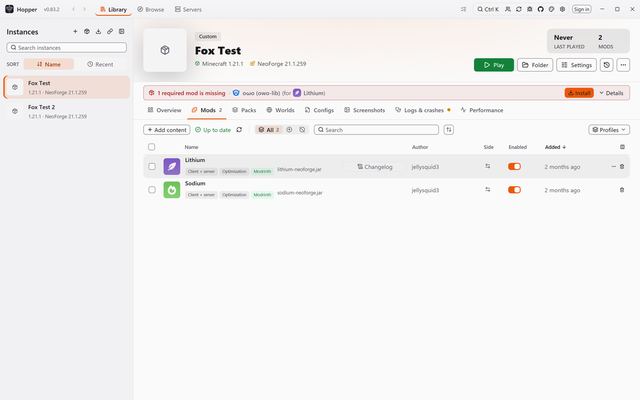 Hopper v0.83.2 Library Browse Servers Ctrl K Sign in
Instances
Search instances
SORT Name Recent
Fox Test
1.21.1 · NeoForge 21.1.259
Fox Test 2
1.21.1 · NeoForge 21.1.259
Custom
Fox Test
Minecraft 1.21.1 NeoForge 21.1.259
Never 2
LAST PLAYED MODS
Play Folder Settings
1 required mod is missing oωo (owo-lib) (for Lithium) Install Details
Overview Mods 2 Packs Worlds Configs Screenshots Logs & crashes Performance
+ Add content Up to date All 2 Search Profiles
Name Author Side Enabled Added ↓
Lithium
Client + server Optimization Modrinth lithium-neoforge.jar Changelog jellysquid3 2 months ago
Sodium
Client + server Optimization Modrinth sodium-neoforge.jar jellysquid3 2 months ago